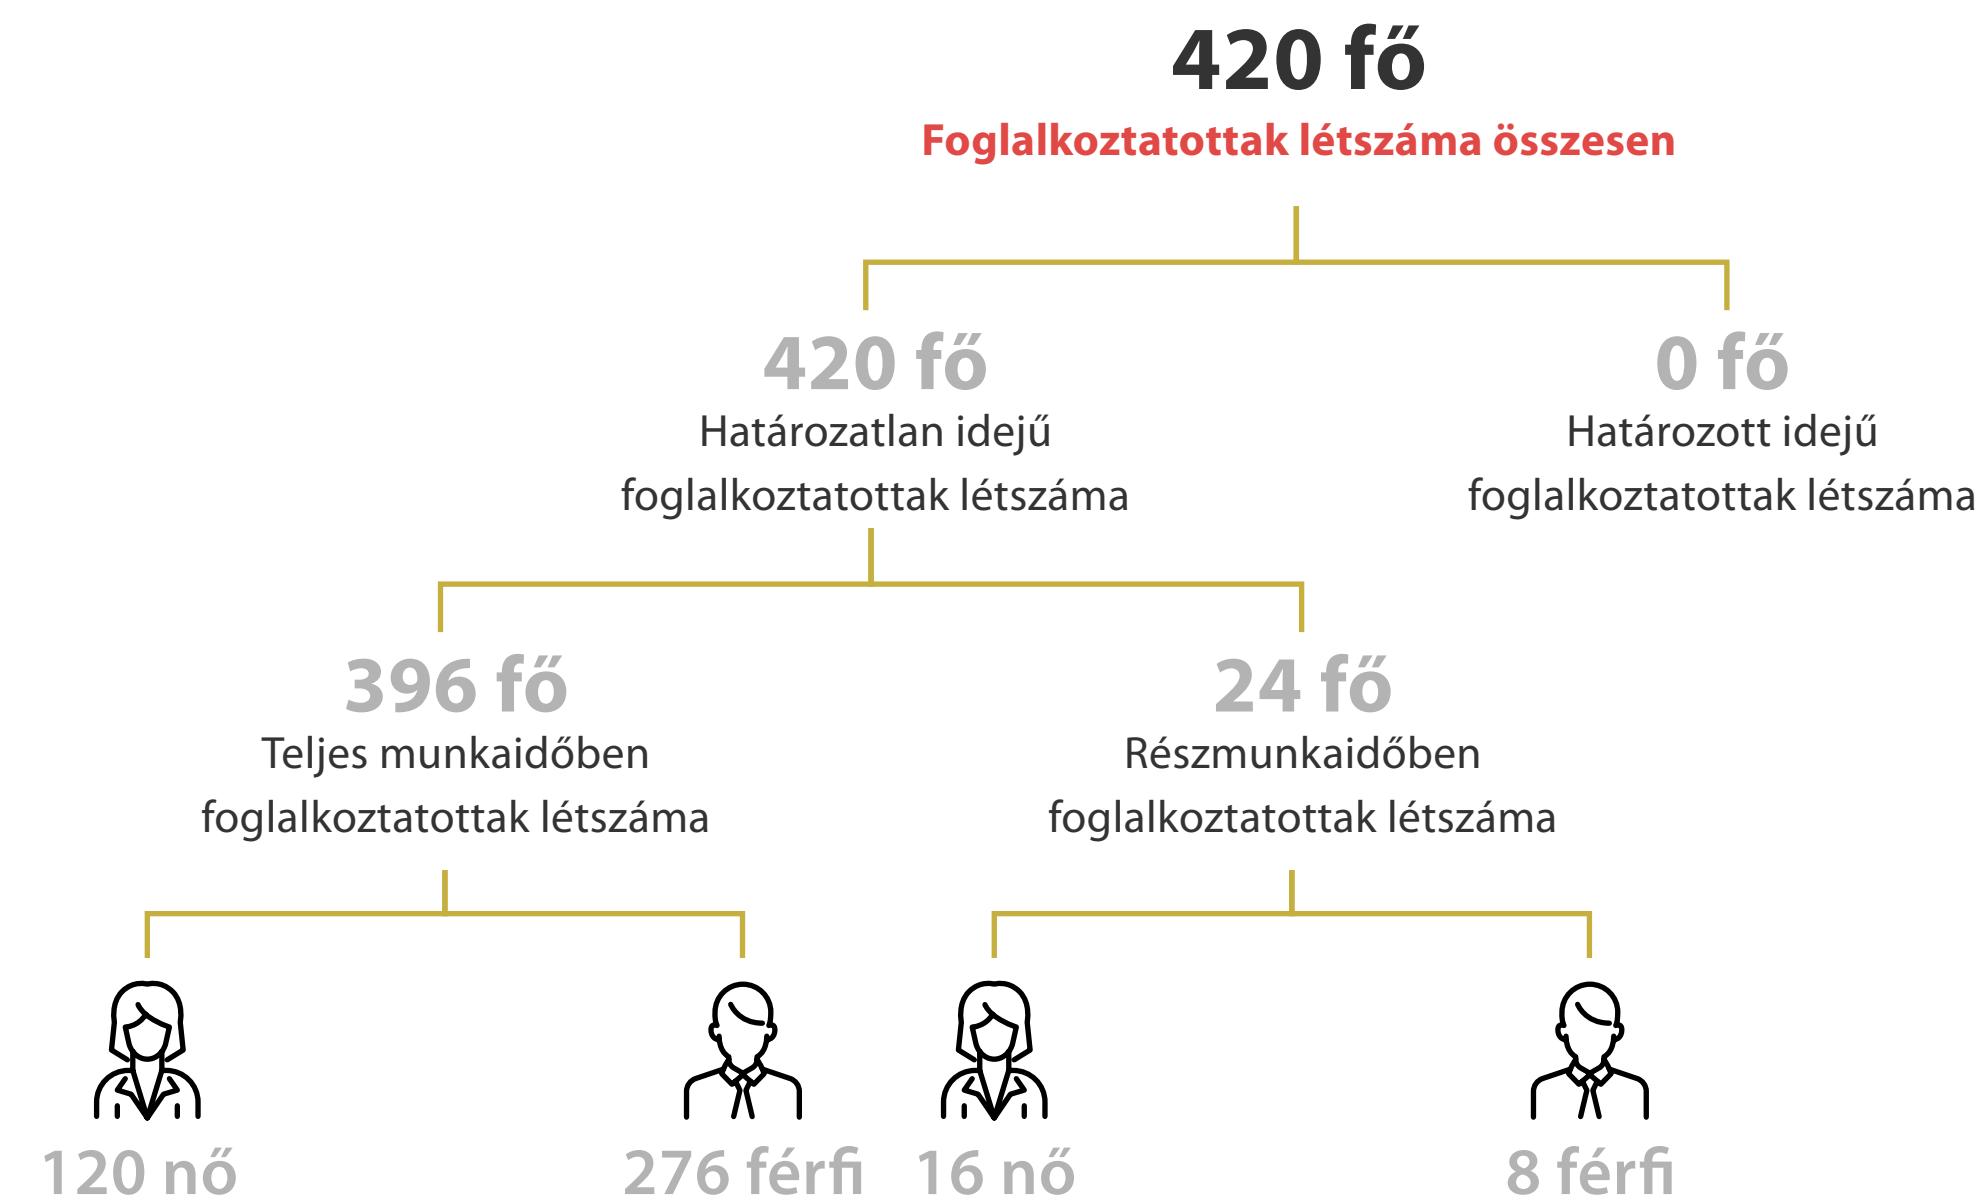 420 fő
Foglalkoztatottak létszáma összesen
420 fő
Határozatlan idejű
foglalkoztatottak létszáma
0 fő
Határozott idejű
foglalkoztatottak létszáma
396 fő
Teljes munkaidőben
foglalkoztatottak létszáma
24 fő
Részmunkaidőben
foglalkoztatottak létszáma
120 nő
276 férfi
16 nő
8 férfi